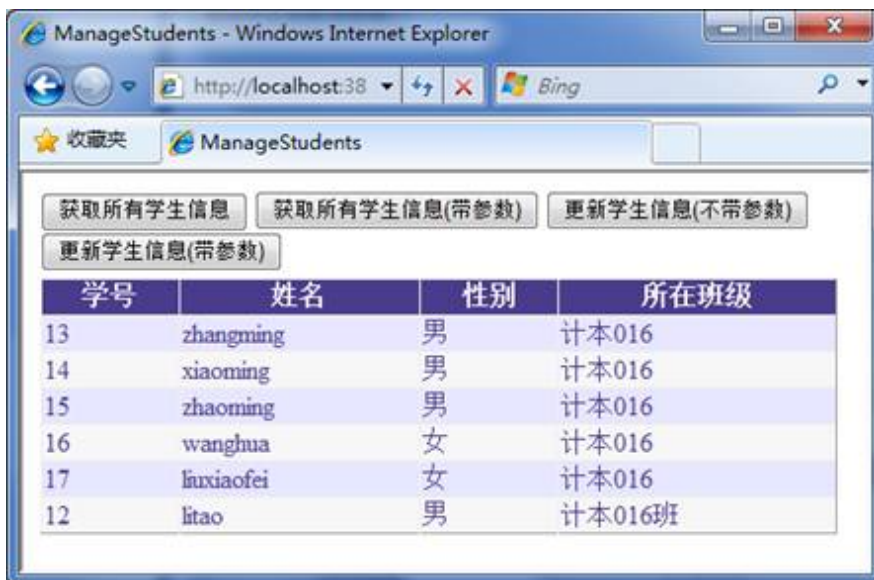 ManageStudents - Windows Internet Explorer
http://localhost:38 Bing
收藏夹 ManageStudents
获取所有学生信息 获取所有学生信息(带参数) 更新学生信息(不带参数)
更新学生信息(带参数)
学号 姓名 性别 所在班级
13 zhangming 男 计本016
14 xiaoming 男 计本016
15 zhaoming 男 计本016
16 wanghua 女 计本016
17 liuxiaofei 女 计本016
12 litao 男 计本016班